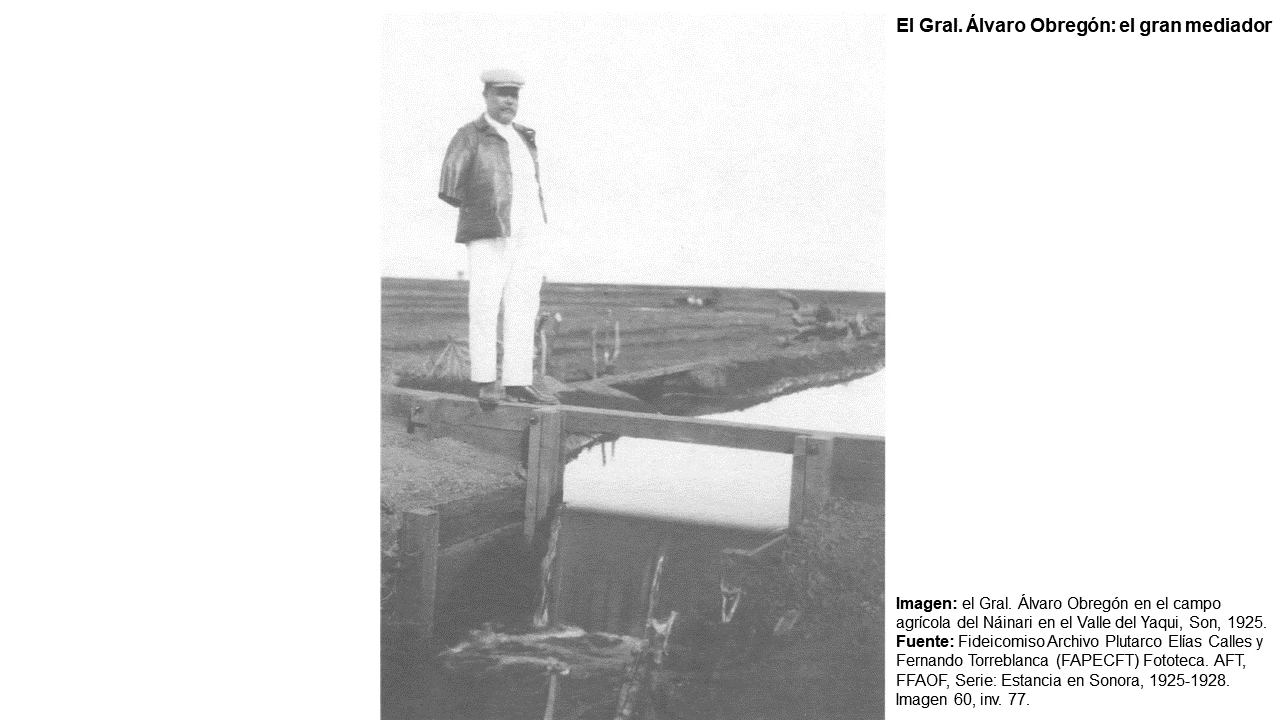 El Gral. Álvaro Obregón: el gran mediador
Imagen: el Gral. Álvaro Obregón en el campo
agrícola del Náinari en el Valle del Yaqui, Son, 1925.
Fuente: Fideicomiso Archivo Plutarco Elías Calles y
Fernando Torreblanca (FAPECFT) Fototeca. AFT,
FFAOF, Serie: Estancia en Sonora, 1925-1928.
Imagen 60, inv. 77.